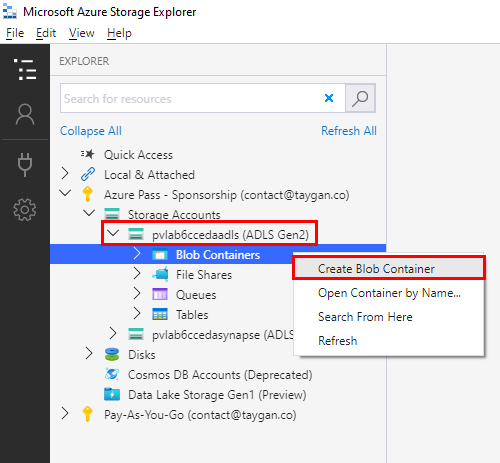 Microsoft Azure Storage Explorer
File Edit View Help
EXPLORER
Search for resources
Collapse All Refresh All
Quick Access
Local & Attached
Azure Pass - Sponsorship (contact@taygan.co)
Storage Accounts
pvlab6ccedaadls (ADLS Gen2)
Blob Containers
File Shares
Queues
Tables
pvlab6ccedasynapse (ADL
Disks
Cosmos DB Accounts (Deprecated)
Data Lake Storage Gen1 (Preview)
Pay-As-You-Go (contact@taygan.co)
Create Blob Container
Open Container by Name...
Search From Here
Refresh